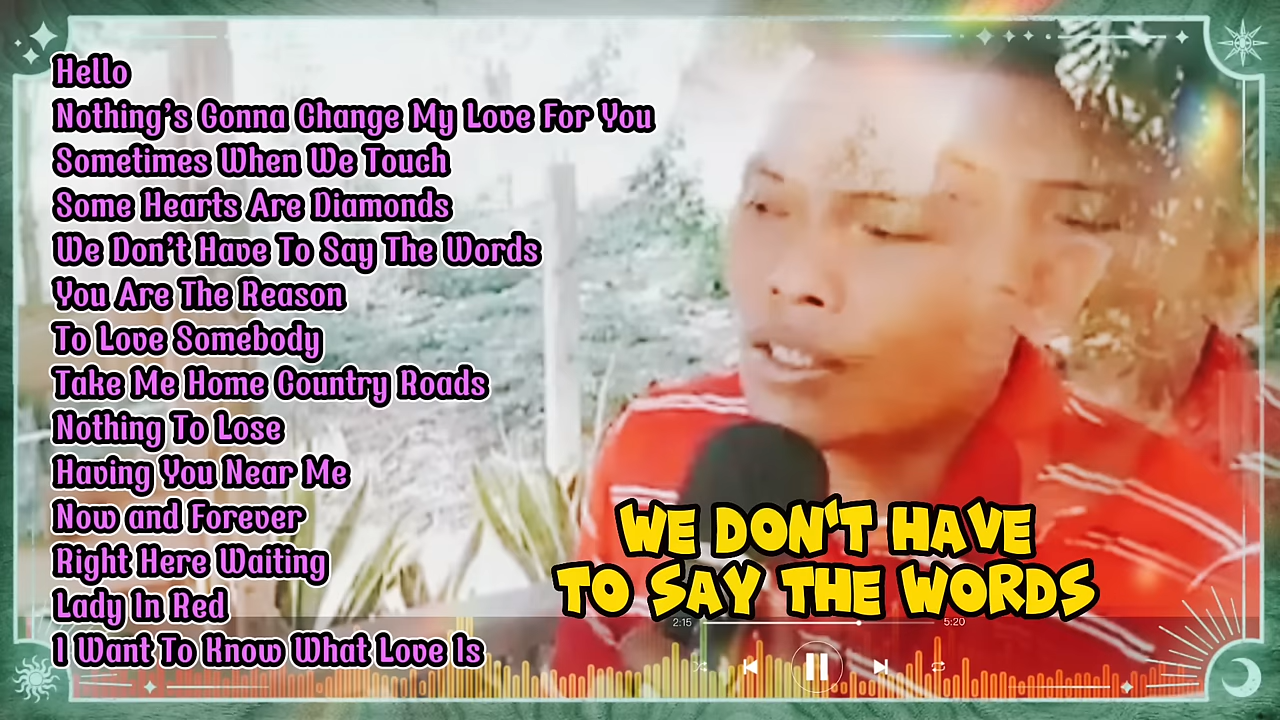 Hello
Nothing's Gonna Change My Love For You
Sometimes When We Touch
Some Hearts Are Diamonds
We Don't Have To Say The Words
You Are The Reason
To Love Somebody
Take Me Home Country Roads
Nothing To Lose
Having You Near Me
Now and Forever
Right Here Waiting
Lady In Red
I Want To Know What Love Is
WE DON'T HAVE
TO SAY THE WORDS
2:15
5:20